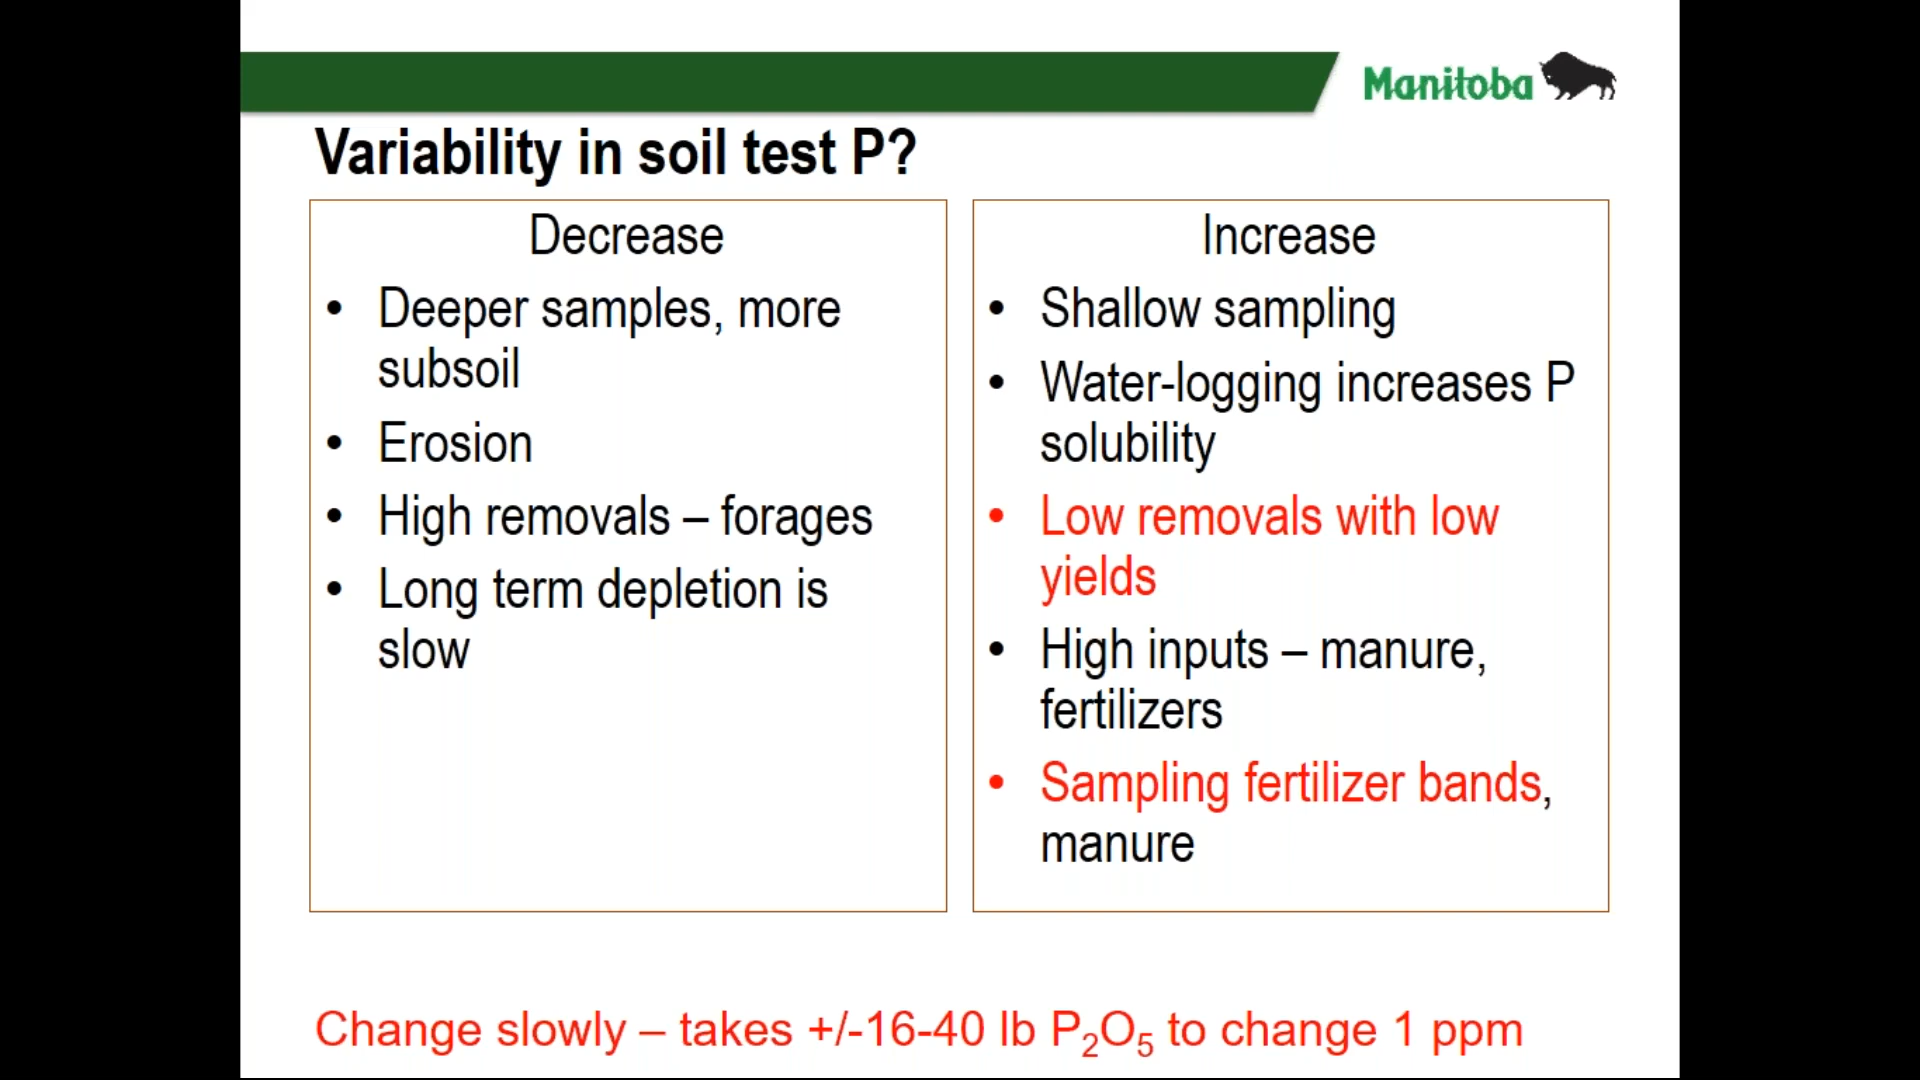 Manitoba
Variability in soil test P?
Decrease
• Deeper samples, more
subsoil
• Erosion
• High removals – forages
• Long term depletion is
slow
Increase
• Shallow sampling
• Water-logging increases P
solubility
• Low removals with low
yields
• High inputs – manure,
fertilizers
• Sampling fertilizer bands,
manure
Change slowly – takes +/-16-40 lb P₂O₅ to change 1 ppm